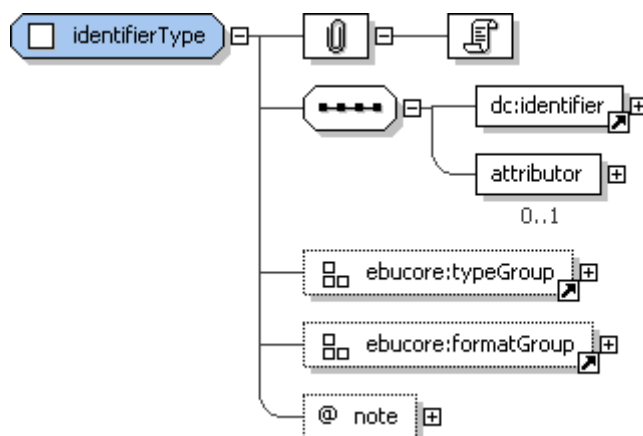 identifierType
dc:identifier
attributor
0..1
ebucore:typeGroup
ebucore:formatGroup
@ note